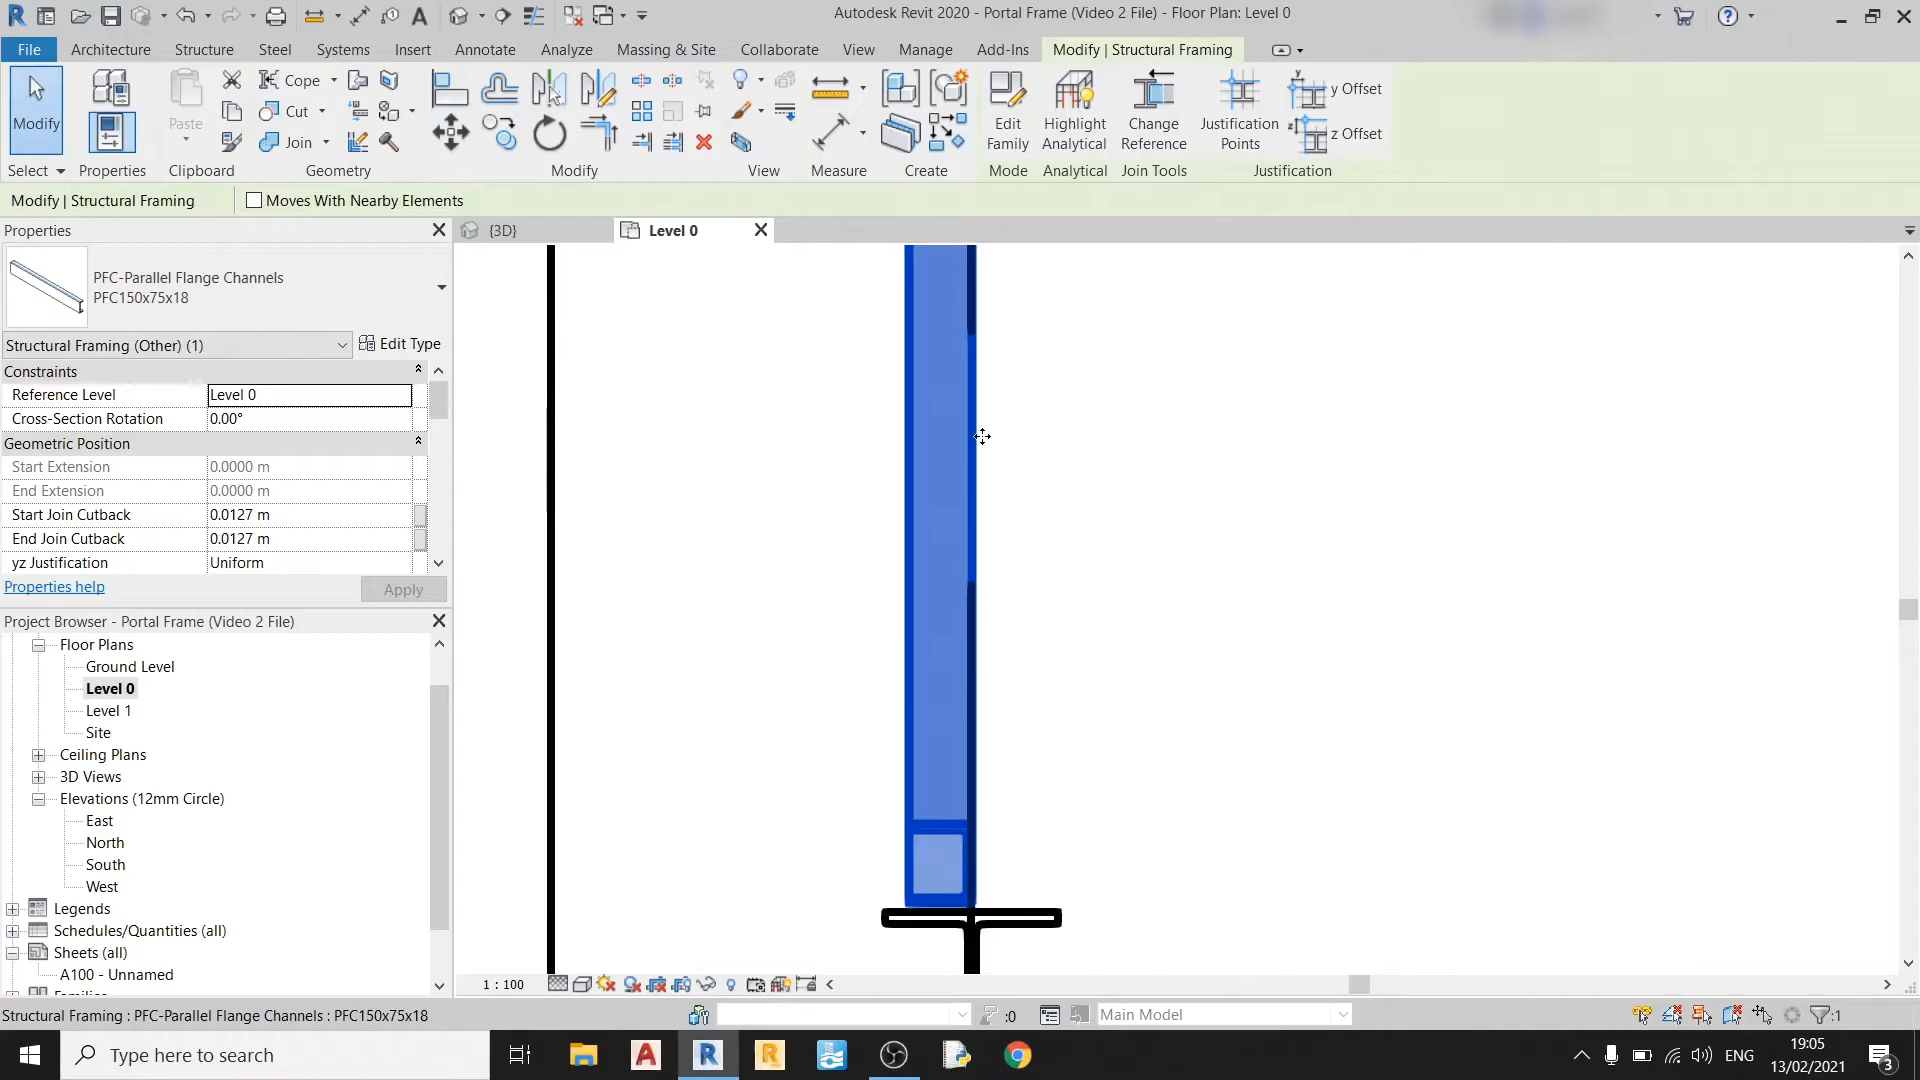 Autodesk Revit 2020 - Portal Frame (Video 2 File) - Floor Plan: Level 0
File Architecture Structure Steel Systems Insert Annotate Analyze Massing & Site Collaborate View Manage Add-Ins Modify | Structural Framing
Modify
Paste
Cope
Cut
Join
Edit Family
Highlight Analytical
Change Reference
Justification Points
y Offset
z Offset
Select Properties Clipboard Geometry Modify View Measure Create Mode Analytical Join Tools Justification
Modify | Structural Framing Moves With Nearby Elements
Properties
{3D} Level 0
PFC-Parallel Flange Channels
PFC150x75x18
Structural Framing (Other) (1) Edit Type
Constraints
Reference Level Level 0
Cross-Section Rotation 0.00°
Geometric Position
Start Extension 0.0000 m
End Extension 0.0000 m
Start Join Cutback 0.0127 m
End Join Cutback 0.0127 m
yz Justification Uniform
Properties help Apply
Project Browser - Portal Frame (Video 2 File)
Floor Plans
Ground Level
Level 0
Level 1
Site
Ceiling Plans
3D Views
Elevations (12mm Circle)
East
North
South
West
Legends
Schedules/Quantities (all)
Sheets (all)
A100 - Unnamed
1 : 100
Structural Framing : PFC-Parallel Flange Channels : PFC150x75x18 :0 Main Model :1
Type here to search
ENG
19:05
13/02/2021
3